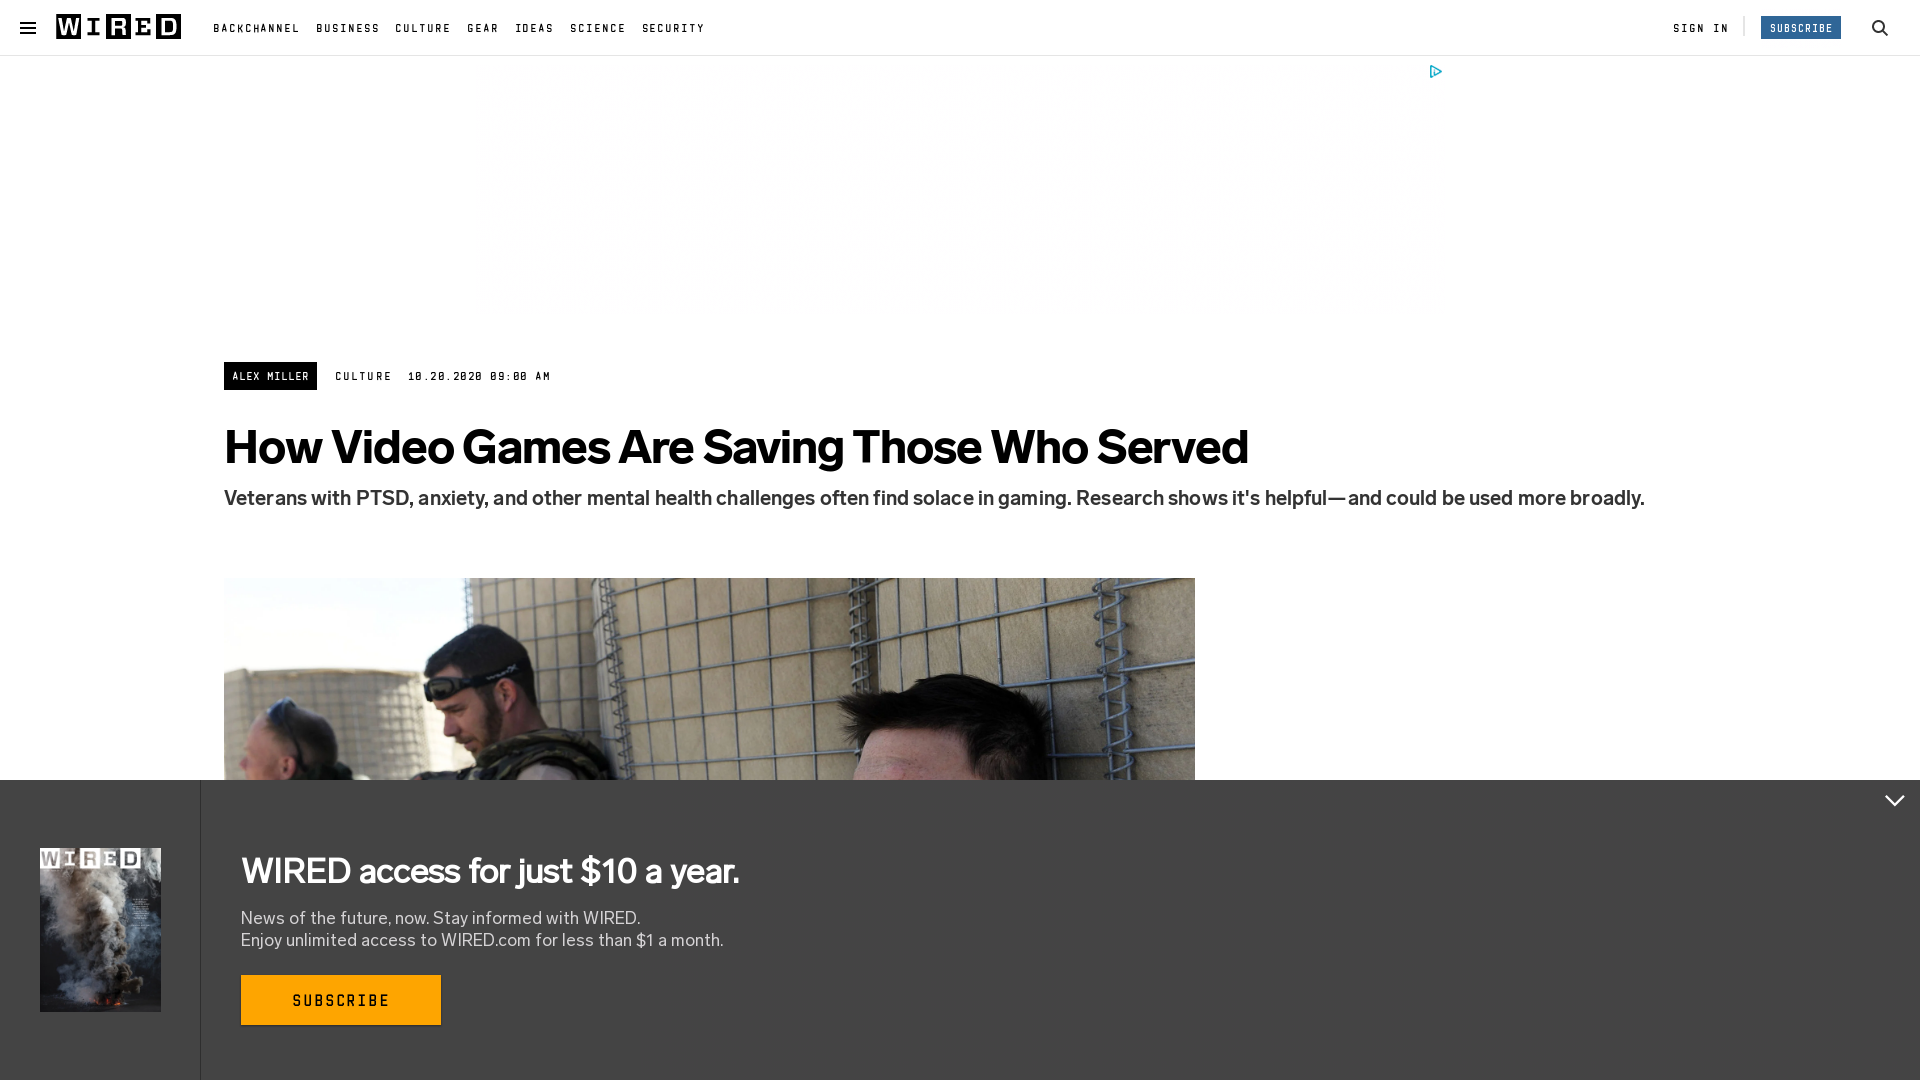 WIRED
BACKCHANNEL BUSINESS CULTURE GEAR IDEAS SCIENCE SECURITY
SIGN IN
SUBSCRIBE
ALEX MILLER
CULTURE
10.20.2020 09:00 AM
How Video Games Are Saving Those Who Served
Veterans with PTSD, anxiety, and other mental health challenges often find solace in gaming. Research shows it's helpful—and could be used more broadly.
WIRED
WIRED access for just $10 a year.
News of the future, now. Stay informed with WIRED.
Enjoy unlimited access to WIRED.com for less than $1 a month.
SUBSCRIBE